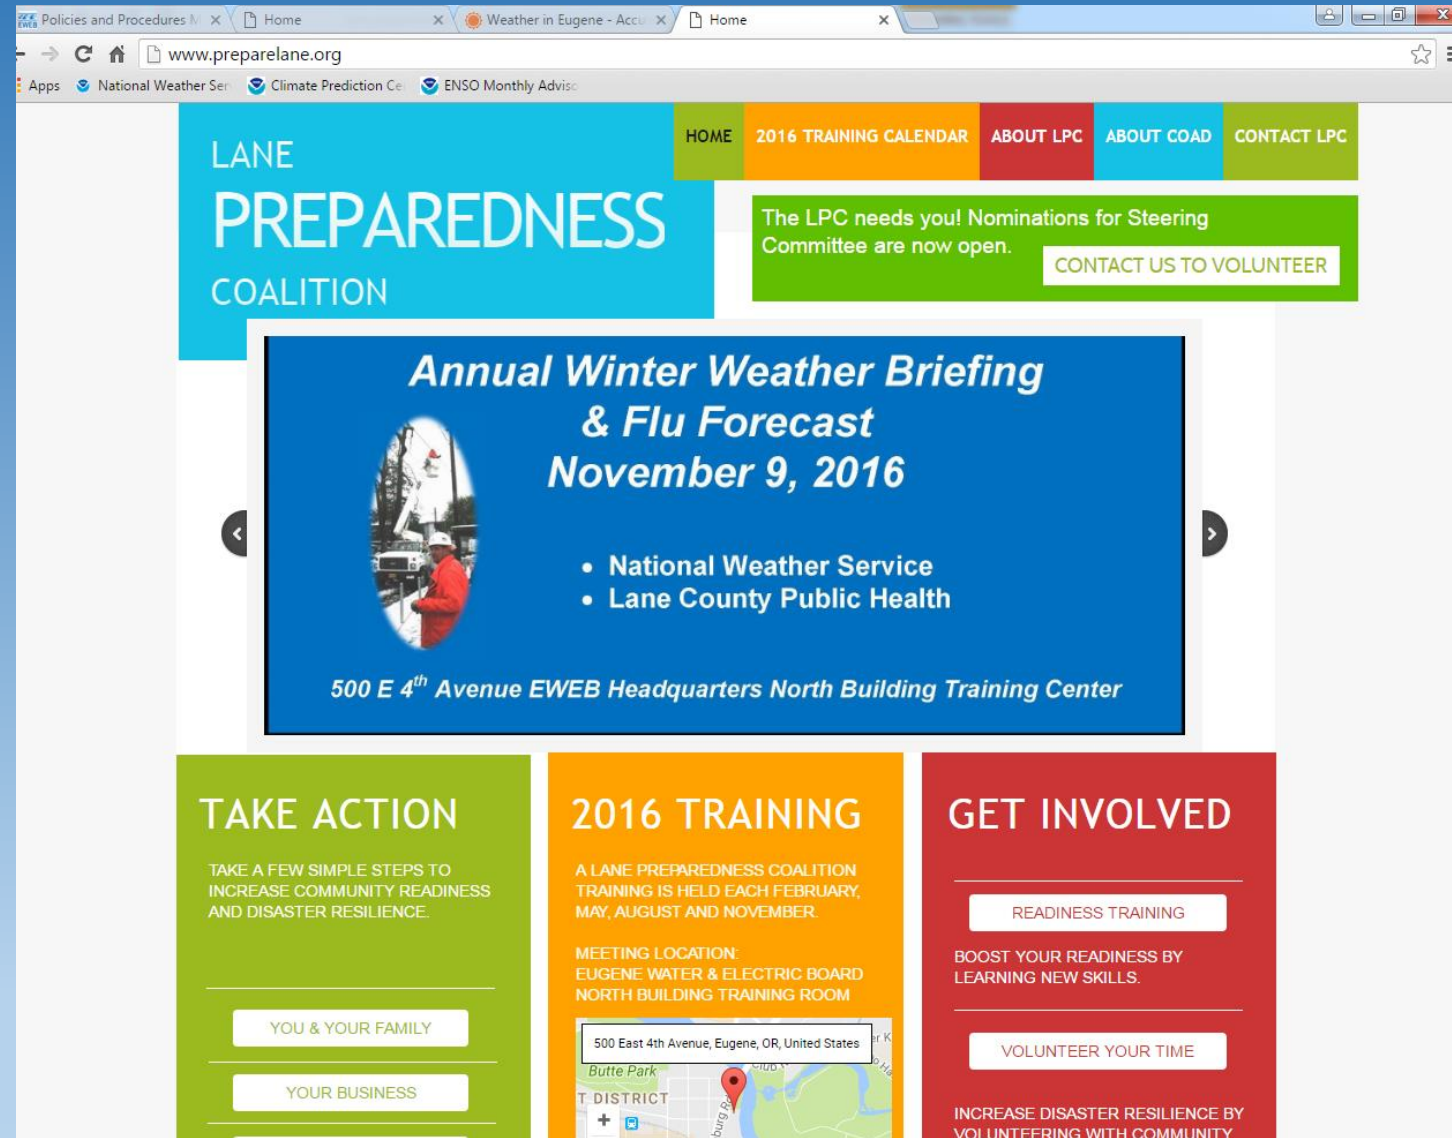 Policies and Procedures M
Home
Weather in Eugene - Accu
Home
www.preparelane.org
Apps
National Weather Ser
Climate Prediction Ce
ENSO Monthly Adviso
HOME
2016 TRAINING CALENDAR
ABOUT LPC
ABOUT COAD
CONTACT LPC
LANE
PREPAREDNESS
COALITION
The LPC needs you! Nominations for Steering
Committee are now open.
CONTACT US TO VOLUNTEER
Annual Winter Weather Briefing
& Flu Forecast
November 9, 2016
• National Weather Service
• Lane County Public Health
500 E 4th Avenue EWEB Headquarters North Building Training Center
TAKE ACTION
TAKE A FEW SIMPLE STEPS TO
INCREASE COMMUNITY READINESS
AND DISASTER RESILIENCE.
YOU & YOUR FAMILY
YOUR BUSINESS
2016 TRAINING
A LANE PREPAREDNESS COALITION
TRAINING IS HELD EACH FEBRUARY,
MAY, AUGUST AND NOVEMBER.
MEETING LOCATION:
EUGENE WATER & ELECTRIC BOARD
NORTH BUILDING TRAINING ROOM
500 East 4th Avenue, Eugene, OR, United States
Butte Park
T DISTRICT
GET INVOLVED
READINESS TRAINING
BOOST YOUR READINESS BY
LEARNING NEW SKILLS.
VOLUNTEER YOUR TIME
INCREASE DISASTER RESILIENCE BY
VOLUNTEERING WITH COMMUNITY